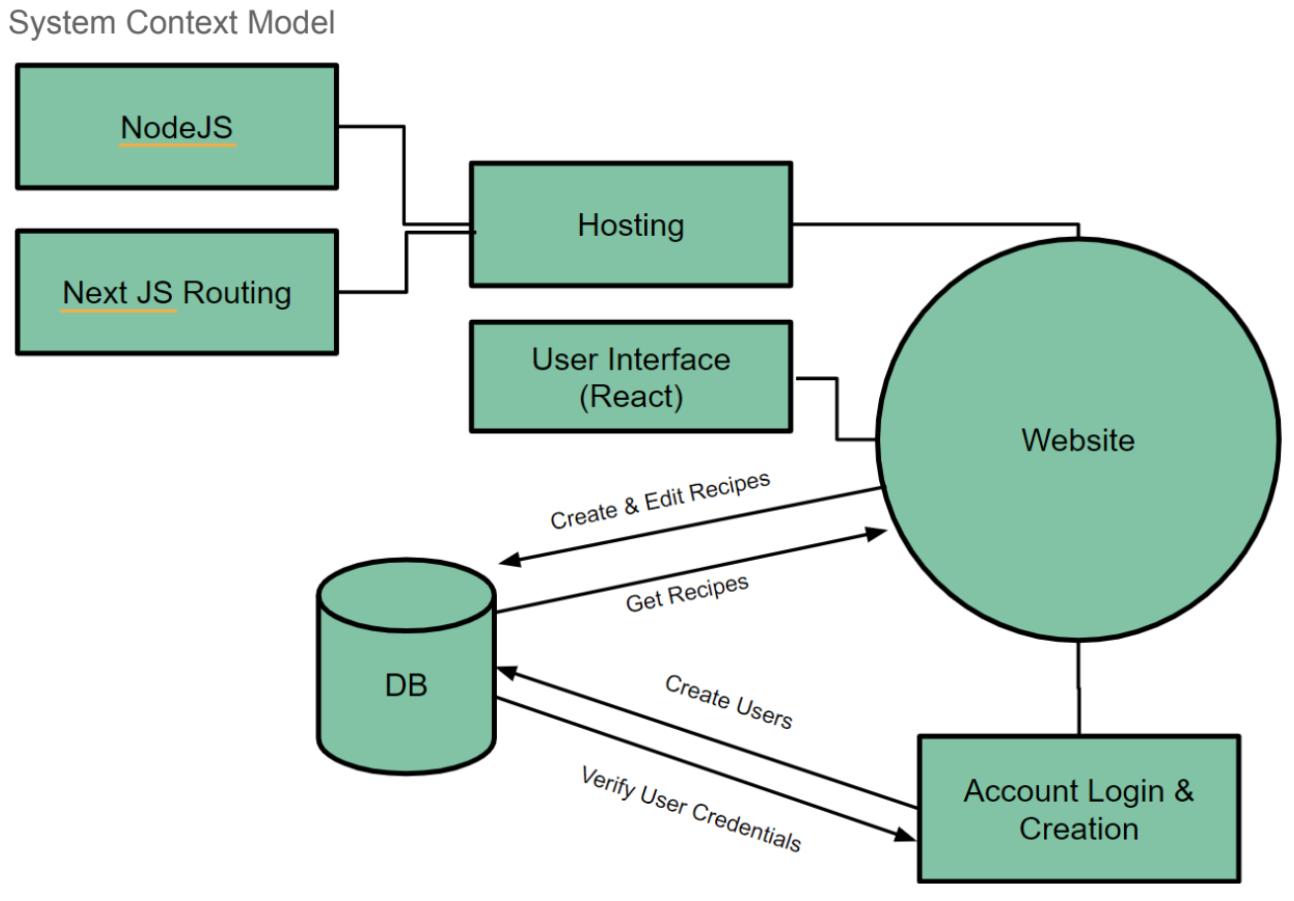 System Context Model
NodeJS
Hosting
Next JS Routing
User Interface
(React)
Website
Create & Edit Recipes
Get Recipes
DB
Create Users
Verify User Credentials
Account Login &
Creation